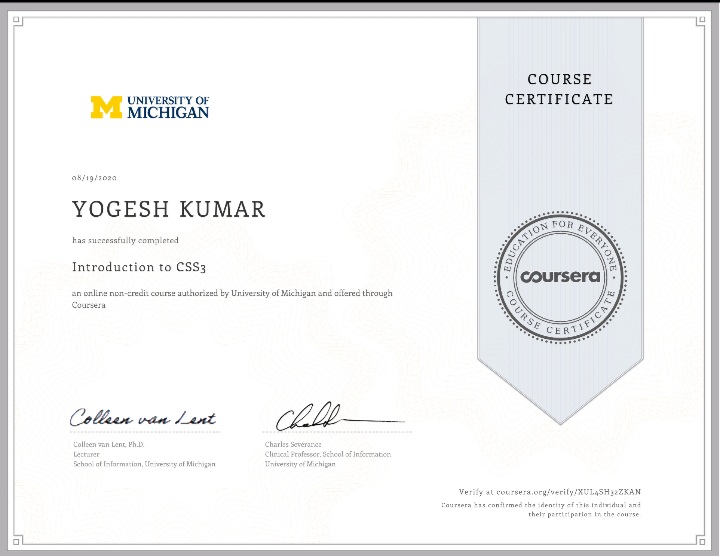 COURSE
CERTIFICATE
M UNIVERSITY OF
MICHIGAN
08/19/2020
YOGESH KUMAR
has successfully completed
Introduction to CSS3
an online non-credit course authorized by University of Michigan and offered through
Coursera
EDUCATION FOR EVERYONE
coursera
COURSE CERTIFICATE
Colleen van Lent
Colleen van Lent, Ph.D.
Lecturer
School of Information, University of Michigan
Charles Severance
Clinical Professor, School of Information
University of Michigan
Verify at coursera.org/verify/XUL4SH32ZKAN
Coursera has confirmed the identity of this individual and
their participation in the course.